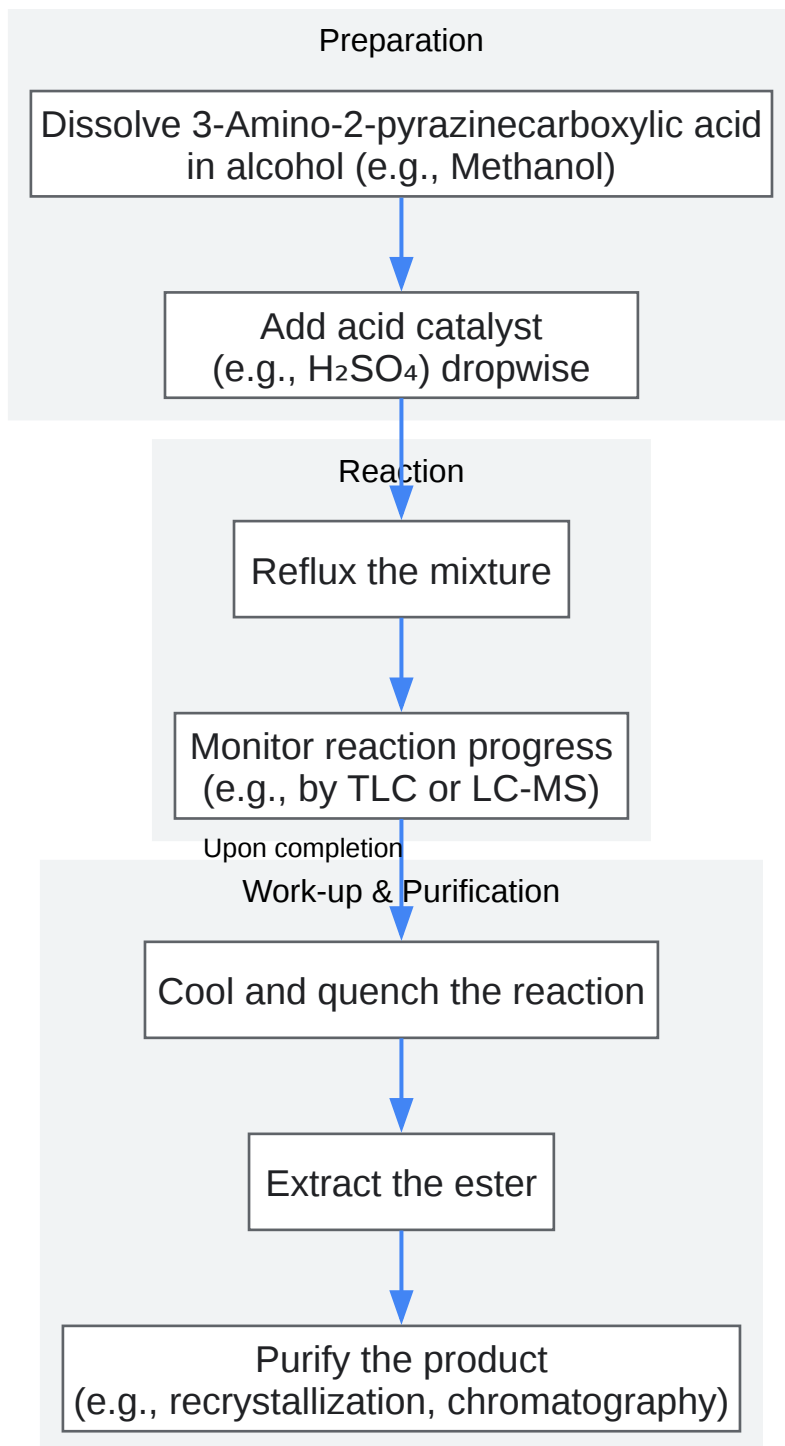 Preparation
Dissolve 3-Amino-2-pyrazinecarboxylic acid
in alcohol (e.g., Methanol)
Add acid catalyst
(e.g., H₂SO₄) dropwise
Reaction
Reflux the mixture
Monitor reaction progress
(e.g., by TLC or LC-MS)
Upon completion
Work-up & Purification
Cool and quench the reaction
Extract the ester
Purify the product
(e.g., recrystallization, chromatography)